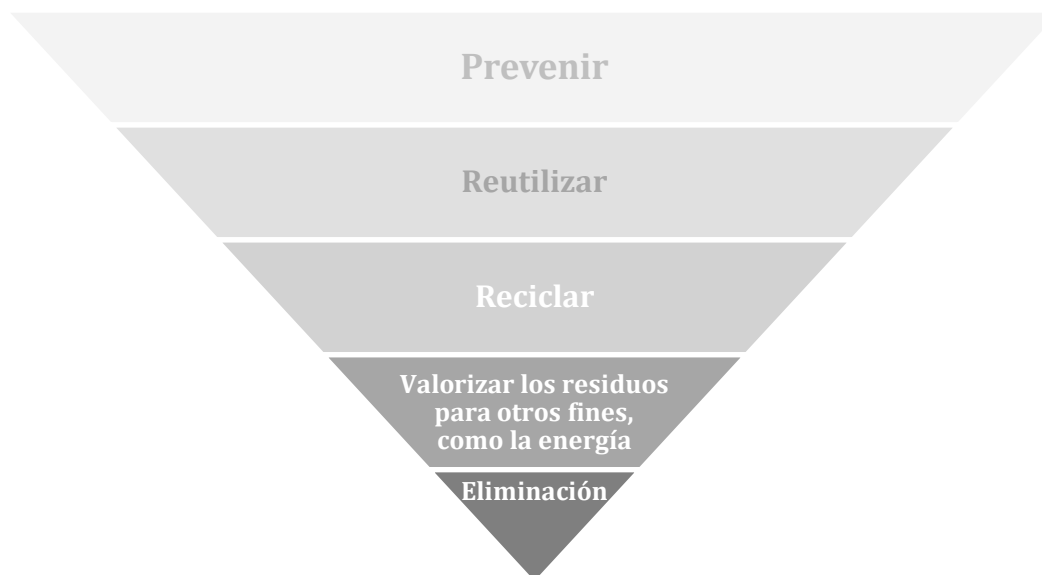 Prevenir
Reutilizar
Reciclar
Valorizar los residuos
para otros fines,
como la energía
Eliminación